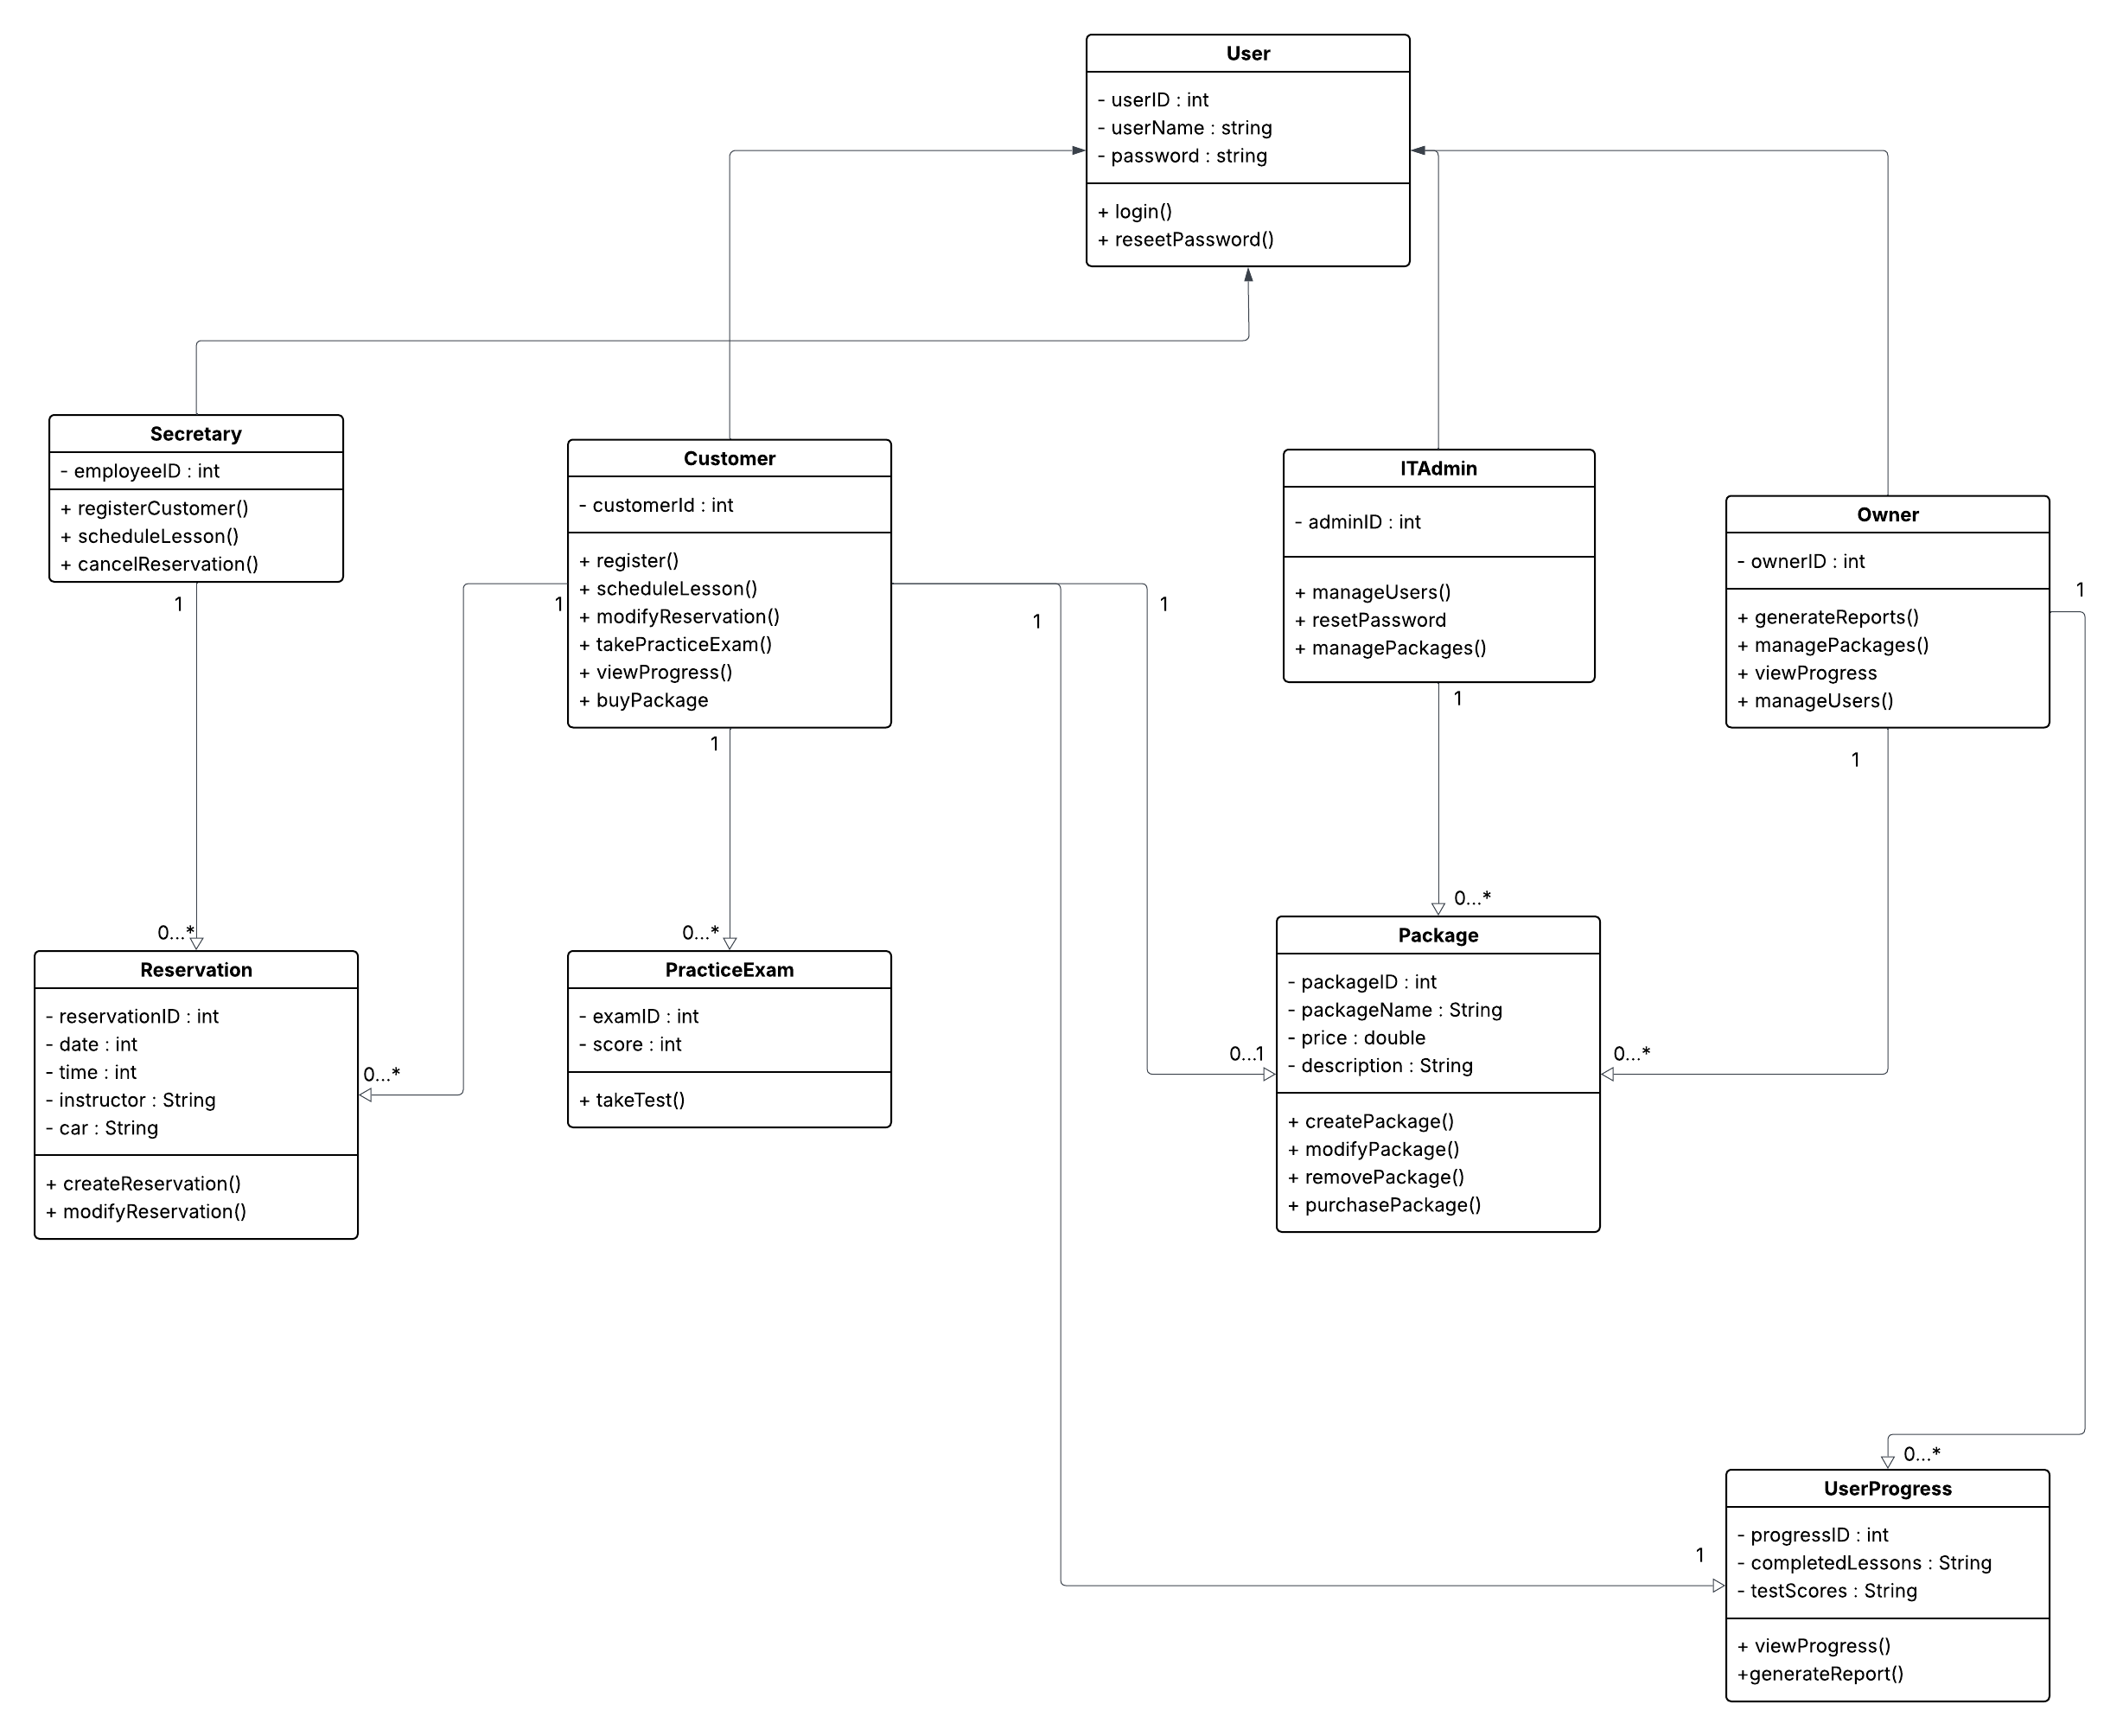 User
- userID : int
- userName : string
- password : string
+ login()
+ reseetPassword()
Secretary
- employeeID : int
+ registerCustomer()
+ scheduleLesson()
+ cancelReservation()
1
Customer
- customerId : int
+ register()
+ scheduleLesson()
+ modifyReservation()
+ takePracticeExam()
+ viewProgress()
+ buyPackage
1
1
1
1
ITAdmin
- adminID : int
+ manageUsers()
+ resetPassword
+ managePackages()
1
Owner
- ownerID : int
+ generateReports()
+ managePackages()
+ viewProgress
+ manageUsers()
1
1
0...*
Reservation
- reservationID : int
- date : int
- time : int
- instructor : String
- car : String
+ createReservation()
+ modifyReservation()
0...*
0...*
PracticeExam
- examID : int
- score : int
+ takeTest()
0...*
Package
- packageID : int
- packageName : String
- price : double
- description : String
+ createPackage()
+ modifyPackage()
+ removePackage()
+ purchasePackage()
0...1
0...*
0...*
UserProgress
- progressID : int
- completedLessons : String
- testScores : String
+ viewProgress()
+generateReport()
1